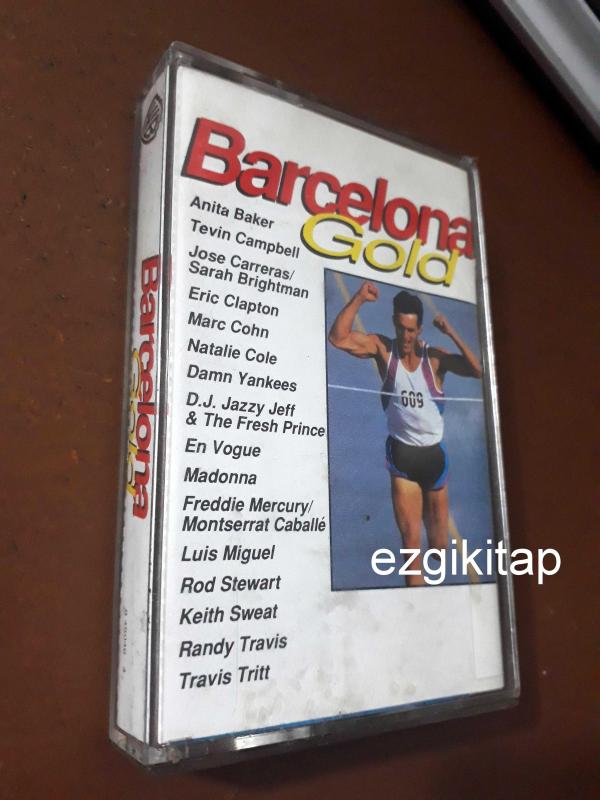 Barcelona
Gold
Anita Baker
Tevin Campbell
Jose Carreras/
Sarah Brightman
Eric Clapton
Marc Cohn
Natalie Cole
Damn Yankees
D.J. Jazzy Jeff
& The Fresh Prince
En Vogue
Madonna
Freddie Mercury/
Montserrat Caballé
Luis Miguel
Rod Stewart
Keith Sweat
Randy Travis
Travis Tritt
609
ezgikitap
Barcelona
Gold